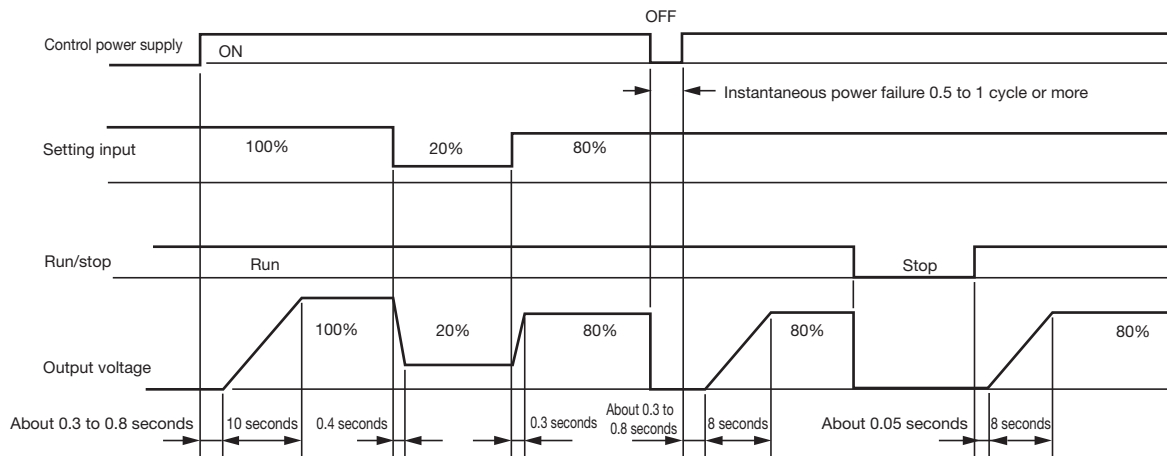 OFF
Control power supply
ON
Instantaneous power failure 0.5 to 1 cycle or more
Setting input
100%
20%
80%
Run/stop
Run
Stop
100%
20%
80%
80%
80%
Output voltage
About 0.3 to 0.8 seconds
10 seconds
0.4 seconds
0.3 seconds
About 0.3 to
0.8 seconds
8 seconds
About 0.05 seconds
8 seconds